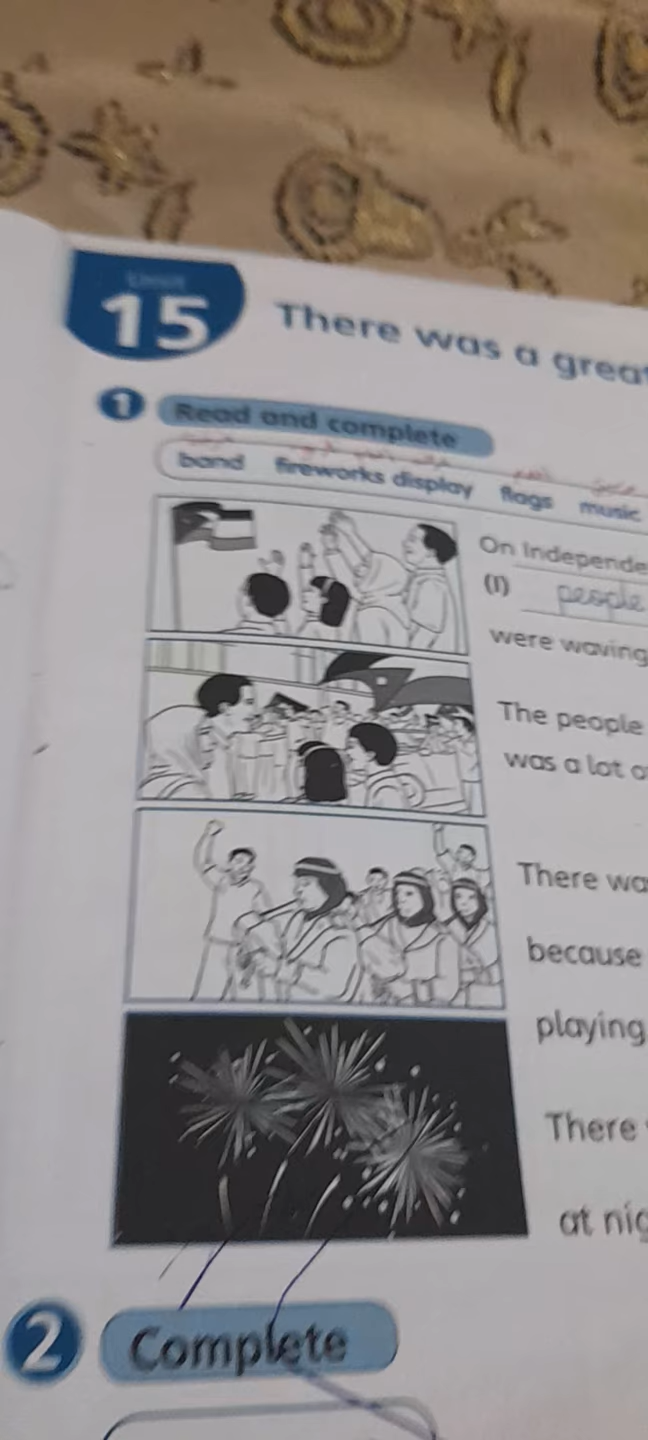 Unit
15
There was a great
1 Read and complete
band fireworks display flags music
On Independe
(1) people
were waving
The people
was a lot o
There wa
because
playing
There
at nig
2 Complete